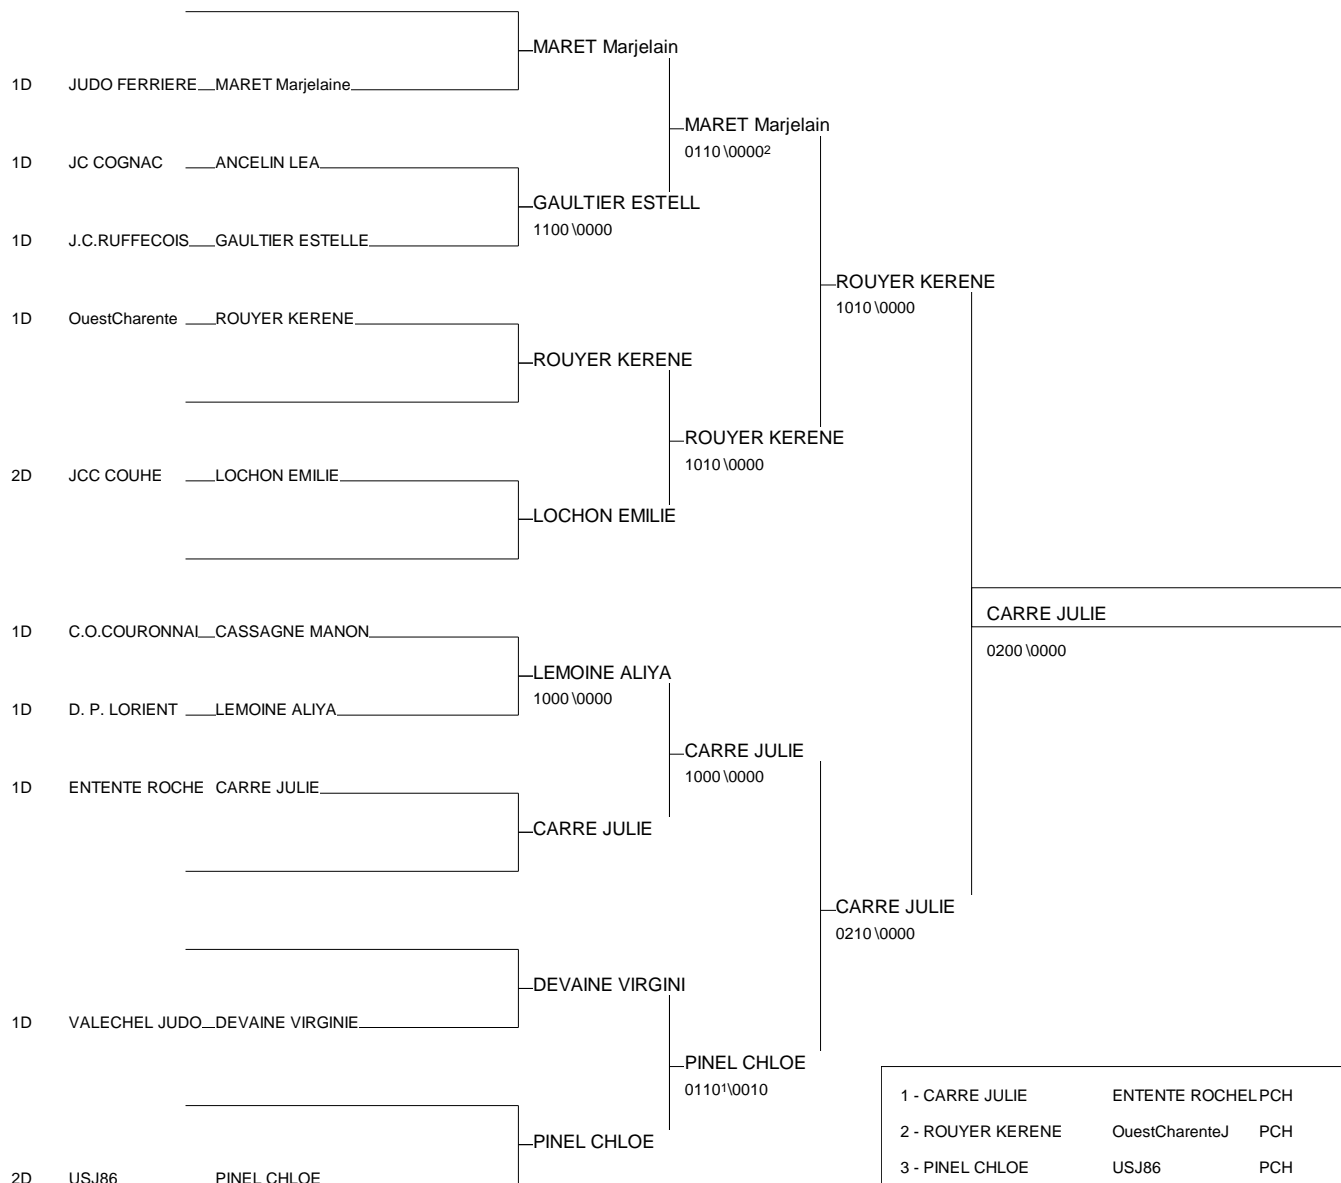 MARET Marjelain
1D JUDO FERRIERE MARET Marjelaine
MARET Marjelain
0110 \0000²
1D JC COGNAC ANCELIN LEA
GAULTIER ESTELL
1100 \0000
1D J.C.RUFFECOIS GAULTIER ESTELLE
ROUYER KERENE
1010 \0000
1D OuestCharente ROUYER KERENE
ROUYER KERENE
ROUYER KERENE
1010 \0000
2D JCC COUHE LOCHON EMILIE
LOCHON EMILIE
CARRE JULIE
0200 \0000
1D C.O.COURONNAI CASSAGNE MANON
LEMOINE ALIYA
1000 \0000
1D D. P. LORIENT LEMOINE ALIYA
CARRE JULIE
1000 \0000
1D ENTENTE ROCHE CARRE JULIE
CARRE JULIE
CARRE JULIE
0210 \0000
DEVAINE VIRGINI
1D VALECHEL JUDO DEVAINE VIRGINIE
PINEL CHLOE
0110¹\0010
1 - CARRE JULIE ENTENTE ROCHEL PCH
2 - ROUYER KERENE OuestCharenteJ PCH
PINEL CHLOE
3 - PINEL CHLOE USJ86 PCH
2D USJ86 PINEL CHLOE